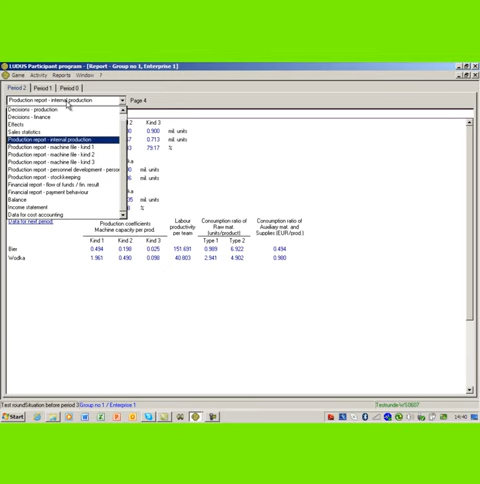 LUDUS Participant program - [Report - Group no 1, Enterprise 1]
Game Activity Reports Window ?
Period 2 Period 1 Period 0
Production report - internal production Page 4
Decisions - production
Decisions - finance
Effects
Sales statistics
Production report - internal production
Production report - machine file - kind 1
Production report - machine file - kind 2
Production report - machine file - kind 3
Production report - personnel development - person
Production report - stockkeeping
Financial report - flow of funds / fin. result
Financial report - payment behaviour
Balance
Income statement
Data for cost accounting
Kind 3
0.900 mil. units
0.713 mil. units
79.17 %
mil. units
mil. units
mil. units
%
Data for next period:
Production coefficients
Machine capacity per prod.
Kind 1 Kind 2 Kind 3
Labour
productivity
per team
Consumption ratio of
Raw mat.
(units/product)
Type 1 Type 2
Consumption ratio of
Auxiliary mat. and
Supplies (EUR/prod.)
Bier 0.494 0.198 0.025 151.691 0.989 6.922 0.494
Wodka 1.961 0.490 0.098 40.803 2.941 4.902 0.980
Test round Situation before period 3 Group no 1 / Enterprise 1
Start 14:40